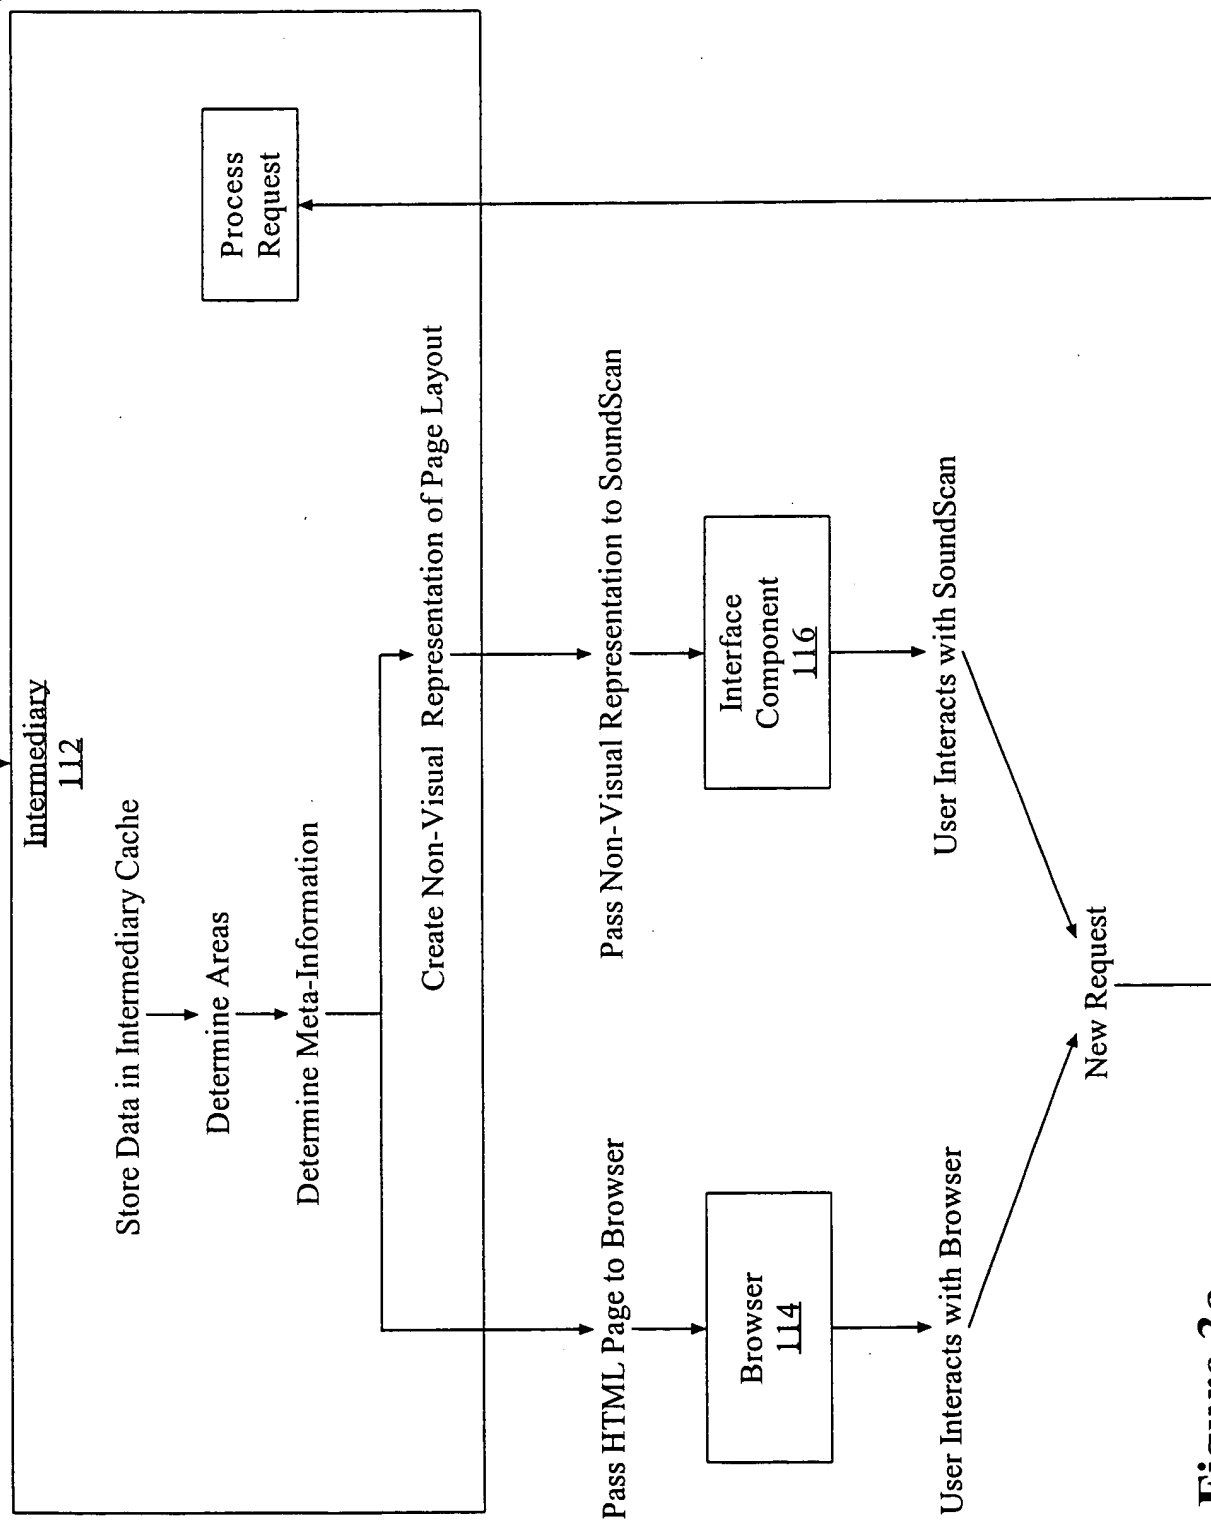 Intermediary
112
Store Data in Intermediary Cache
Determine Areas
Determine Meta-Information
Create Non-Visual Representation of Page Layout
Process
Request
Pass HTML Page to Browser
Pass Non-Visual Representation to SoundScan
Browser
114
Interface
Component
116
User Interacts with Browser
User Interacts with SoundScan
New Request